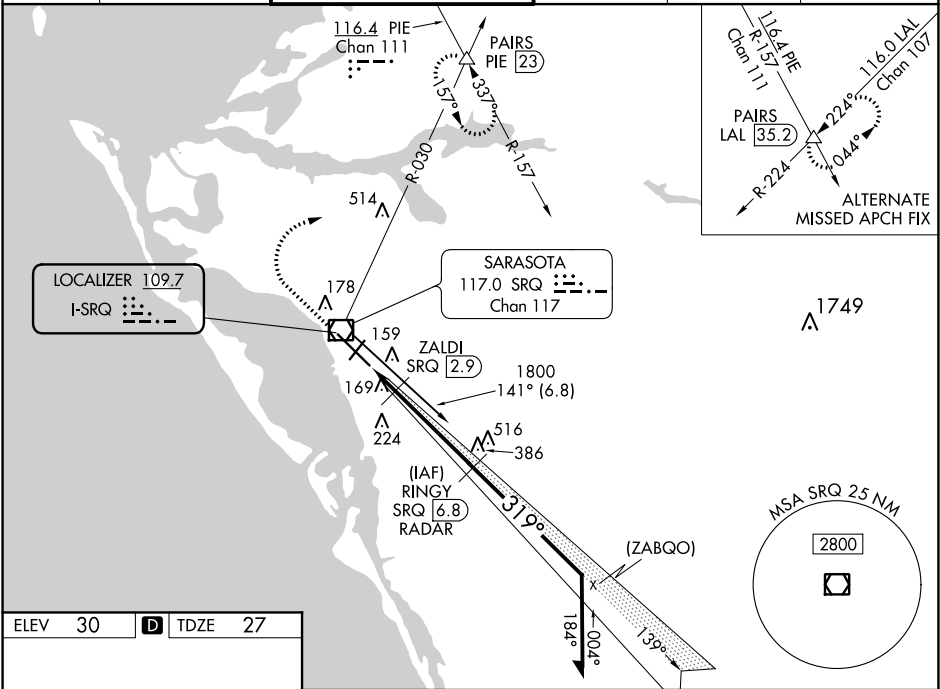 116.4 PIE
Chan 111
PAIRS
PIE 23
157°
337°
R-030
R-157
116.4 PIE
R-157
Chan 111
116.0 LAL
Chan 107
PAIRS
LAL 35.2
224°
044°
R-224
ALTERNATE
MISSED APCH FIX
514
LOCALIZER 109.7
I-SRQ
178
SARASOTA
117.0 SRQ
Chan 117
1749
159
ZALDI
SRQ 2.9
169
1800
141° (6.8)
224
516
386
(IAF)
RINGY
SRQ 6.8
RADAR
319°
(ZABQO)
MSA SRQ 25 NM
2800
x
184°
004°
139°
ELEV 30 D TDZE 27